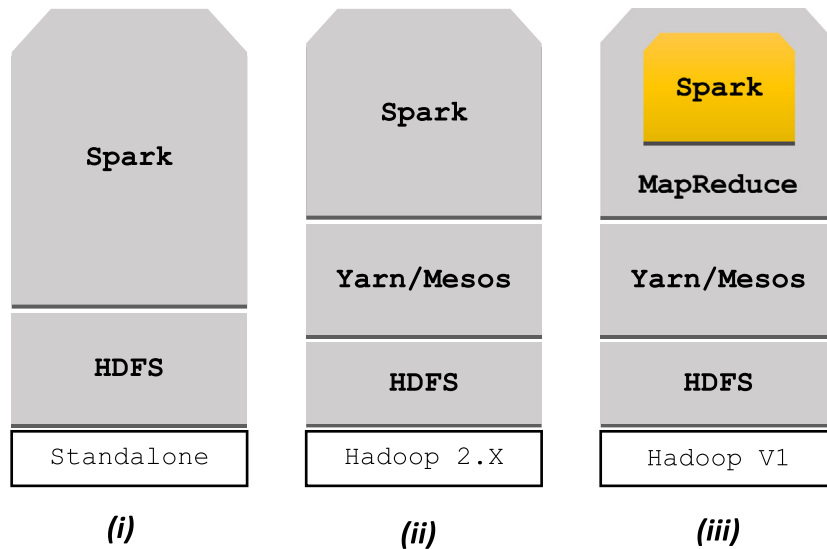 Spark
HDFS
Standalone
(i)
Spark
Yarn/Mesos
HDFS
Hadoop 2.X
(ii)
Spark
MapReduce
Yarn/Mesos
HDFS
Hadoop V1
(iii)